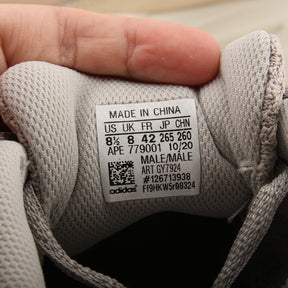 MADE IN CHINA
US UK FR JP CHN
8½ 8 42 265 260
APE 779001 10/20
MALE/MALE
ART GY7924
#126713938
F19HKW5r08324
adidas